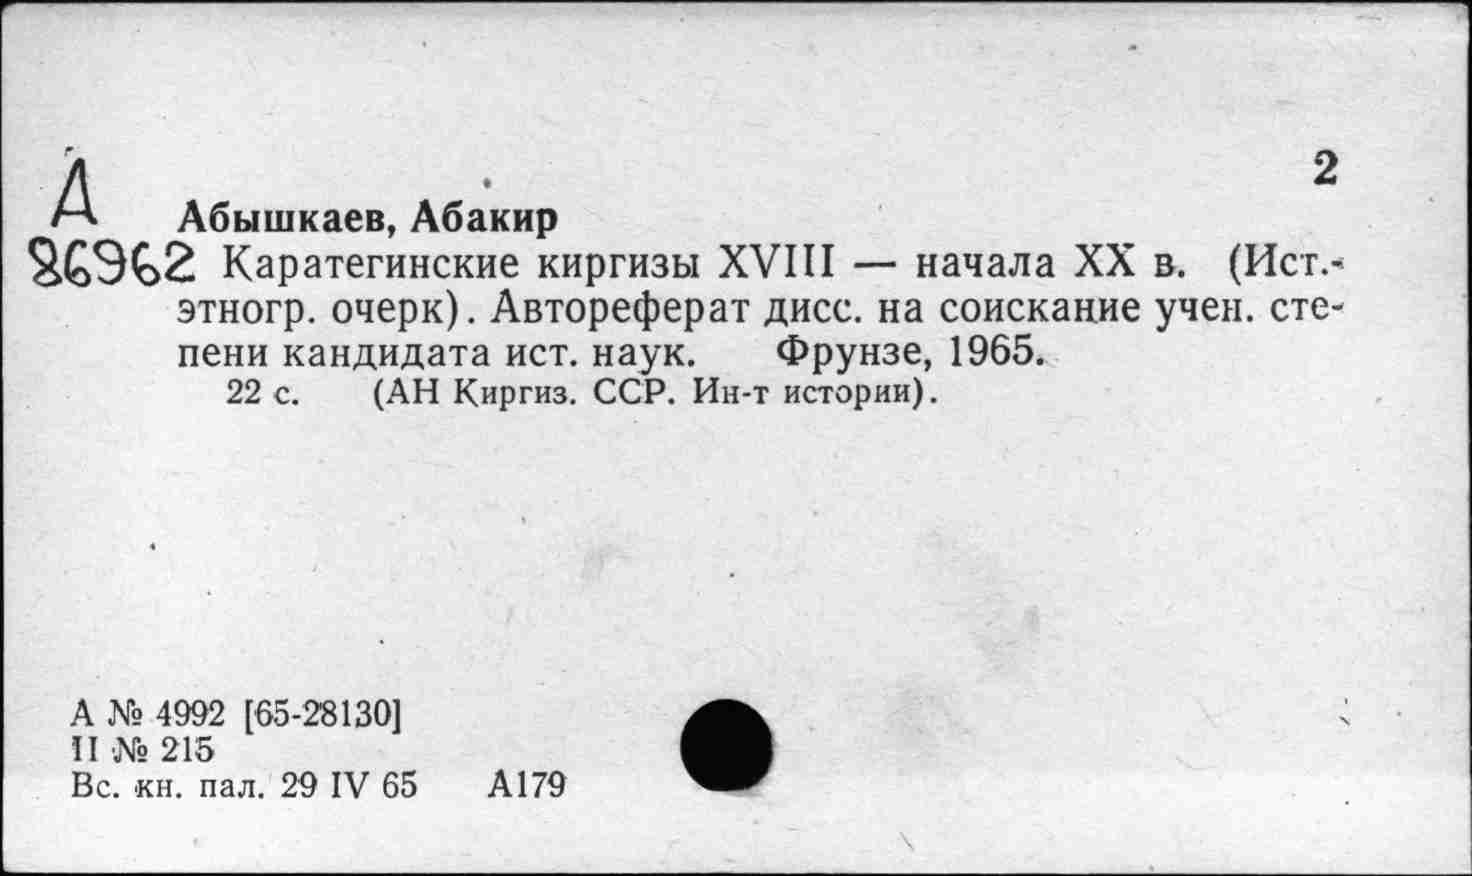 2
А
Абышкаев, Абакир
Каратегинские киргизы XVIII — начала XX в. (Ист.-
этногр. очерк). Автореферат дисс. на соискание учен. сте-
пени кандидата ист. наук. Фрунзе, 1965.
22 с. (АН Киргиз. ССР. Ин-т истории).
А № 4992 [65-28130]
II № 215
Вс. кн. пал. 29 IV 65 А179